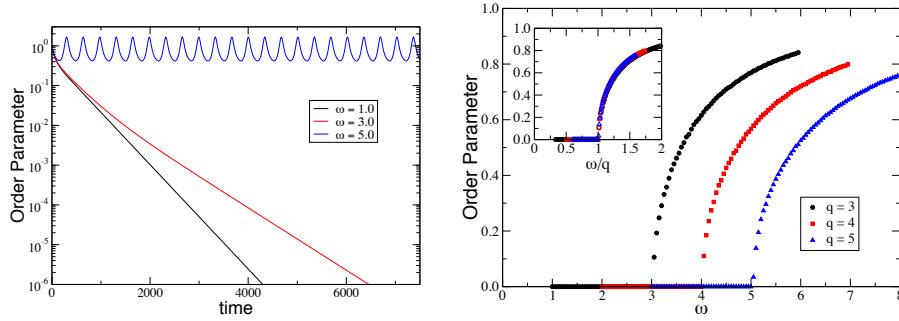 Order Parameter
10^0
10^-1
10^-2
10^-3
10^-4
10^-5
10^-6
0 2000 4000 6000
time
ω = 1.0
ω = 3.0
ω = 5.0
Order Parameter
1.0
0.8
0.6
0.4
0.2
0.0
0 1 2 3 4 5 6 7 8
ω
0.8
0.6
0.4
0.2
0.0
0 0.5 1 1.5 2
ω/q
q = 3
q = 4
q = 5